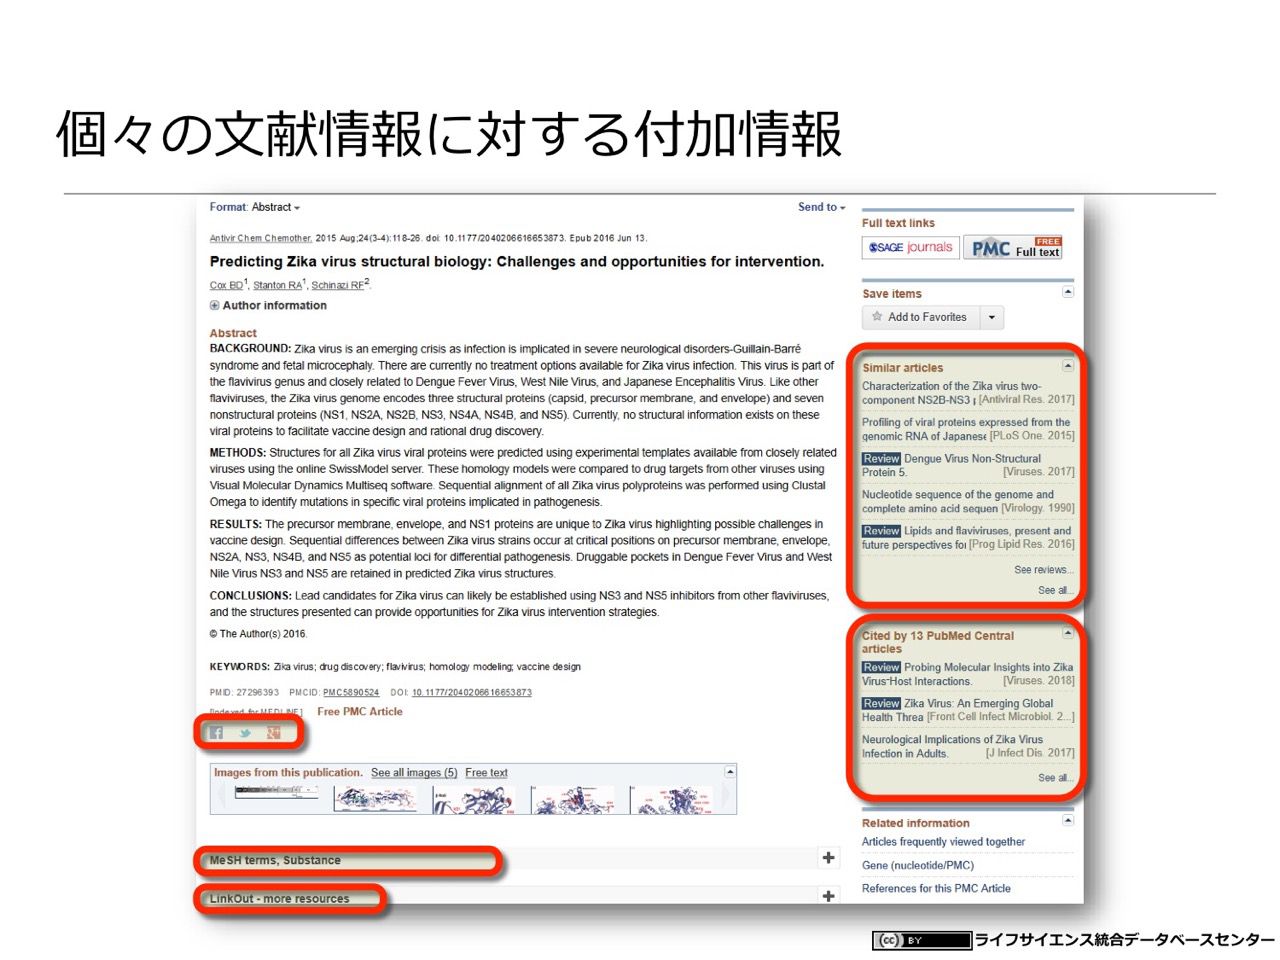 個々の文献情報に対する付加情報
Format: Abstract
Send to
Antivir Chem Chemother. 2015 Aug;24(3-4):118-26. doi: 10.1177/2040206616653873. Epub 2016 Jun 13.
Predicting Zika virus structural biology: Challenges and opportunities for intervention.
Cox BD1, Stanton RA1, Schinazi RF2.
Author information
Abstract
BACKGROUND: Zika virus is an emerging crisis as infection is implicated in severe neurological disorders-Guillain-Barré
syndrome and fetal microcephaly. There are currently no treatment options available for Zika virus infection. This virus is part of
the flavivirus genus and closely related to Dengue Fever Virus, West Nile Virus, and Japanese Encephalitis Virus. Like other
flaviviruses, the Zika virus genome encodes three structural proteins (capsid, precursor membrane, and envelope) and seven
nonstructural proteins (NS1, NS2A, NS2B, NS3, NS4A, NS4B, and NS5). Currently, no structural information exists on these
viral proteins to facilitate vaccine design and rational drug discovery.
METHODS: Structures for all Zika virus viral proteins were predicted using experimental templates available from closely related
viruses using the online SwissModel server. These homology models were compared to drug targets from other viruses using
Visual Molecular Dynamics Multiseq software. Sequential alignment of all Zika virus polyproteins was performed using Clustal
Omega to identify mutations in specific viral proteins implicated in pathogenesis.
RESULTS: The precursor membrane, envelope, and NS1 proteins are unique to Zika virus highlighting possible challenges in
vaccine design. Sequential differences between Zika virus strains occur at critical positions on precursor membrane, envelope,
NS2A, NS3, NS4B, and NS5 as potential loci for differential pathogenesis. Druggable pockets in Dengue Fever Virus and West
Nile Virus NS3 and NS5 are retained in predicted Zika virus structures.
CONCLUSIONS: Lead candidates for Zika virus can likely be established using NS3 and NS5 inhibitors from other flaviviruses,
and the structures presented can provide opportunities for Zika virus intervention strategies.
© The Author(s) 2016.
KEYWORDS: Zika virus; drug discovery; flavivirus; homology modeling; vaccine design
PMID: 27296393 PMCID: PMC5890524 DOI: 10.1177/2040206616653873
[Indexed for MEDLINE] Free PMC Article
Images from this publication. See all images (5) Free text
MeSH terms, Substance
LinkOut - more resources
Full text links
SAGE journals
PMC FREE Full text
Save items
Add to Favorites
Similar articles
Characterization of the Zika virus two-
component NS2B-NS3 [Antiviral Res. 2017]
Profiling of viral proteins expressed from the
genomic RNA of Japanese [PLoS One. 2015]
Review Dengue Virus Non-Structural
Protein 5. [Viruses. 2017]
Nucleotide sequence of the genome and
complete amino acid sequen [Virology. 1990]
Review Lipids and flaviviruses, present and
future perspectives for [Prog Lipid Res. 2016]
See reviews...
See all...
Cited by 13 PubMed Central
articles
Review Probing Molecular Insights into Zika
Virus-Host Interactions. [Viruses. 2018]
Review Zika Virus: An Emerging Global
Health Threa [Front Cell Infect Microbiol. 2...]
Neurological Implications of Zika Virus
Infection in Adults. [J Infect Dis. 2017]
See all...
Related information
Articles frequently viewed together
Gene (nucleotide/PMC)
References for this PMC Article
cc BY ライフサイエンス統合データベースセンター